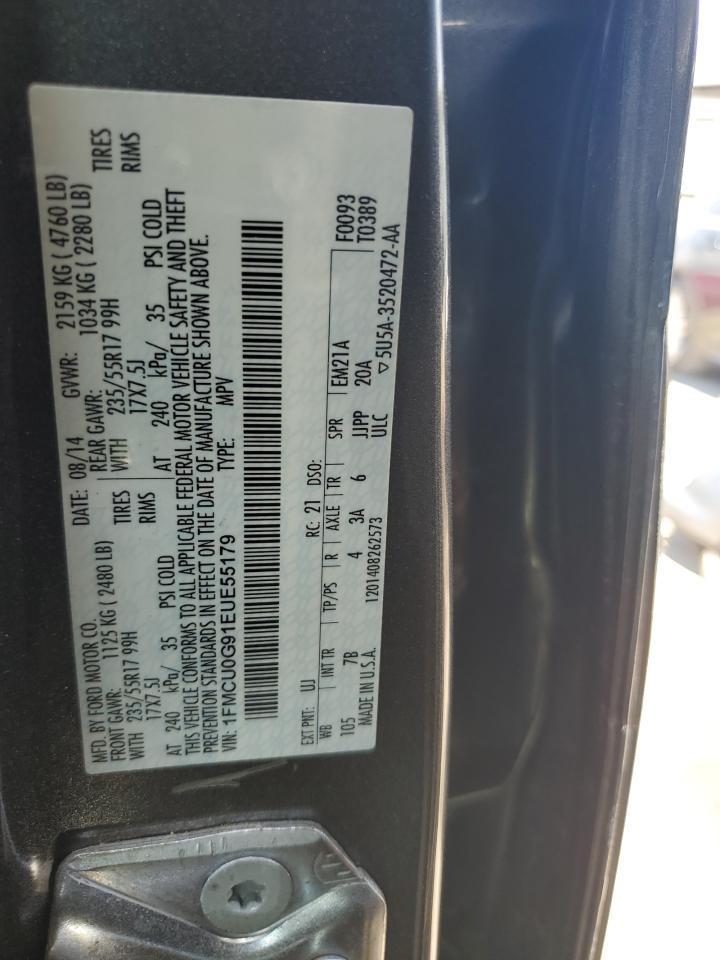 MFD. BY FORD MOTOR CO. DATE: 08/14 GVWR: 2159 KG ( 4760 LB)
FRONT GAWR: 1125 KG ( 2480 LB) REAR GAWR: 1034 KG ( 2280 LB)
WITH 235/55R17 99H TIRES WITH 235/55R17 99H TIRES
17X7.5J RIMS 17X7.5J RIMS
AT 240 kPa/ 35 PSI COLD AT 240 kPa/ 35 PSI COLD
THIS VEHICLE CONFORMS TO ALL APPLICABLE FEDERAL MOTOR VEHICLE SAFETY AND THEFT
PREVENTION STANDARDS IN EFFECT ON THE DATE OF MANUFACTURE SHOWN ABOVE.
VIN: 1FMCU0G91EUE55179 TYPE: MPV
EXT PNT: UJ RC: 21 DSO: F0093
WB INT TR TP/PS R AXLE TR SPR EM21A T0389
105 7B 4 3A 6 JJPP 20A
MADE IN U.S.A. 1201408262573 ULC ▽5U5A-3520472-AA